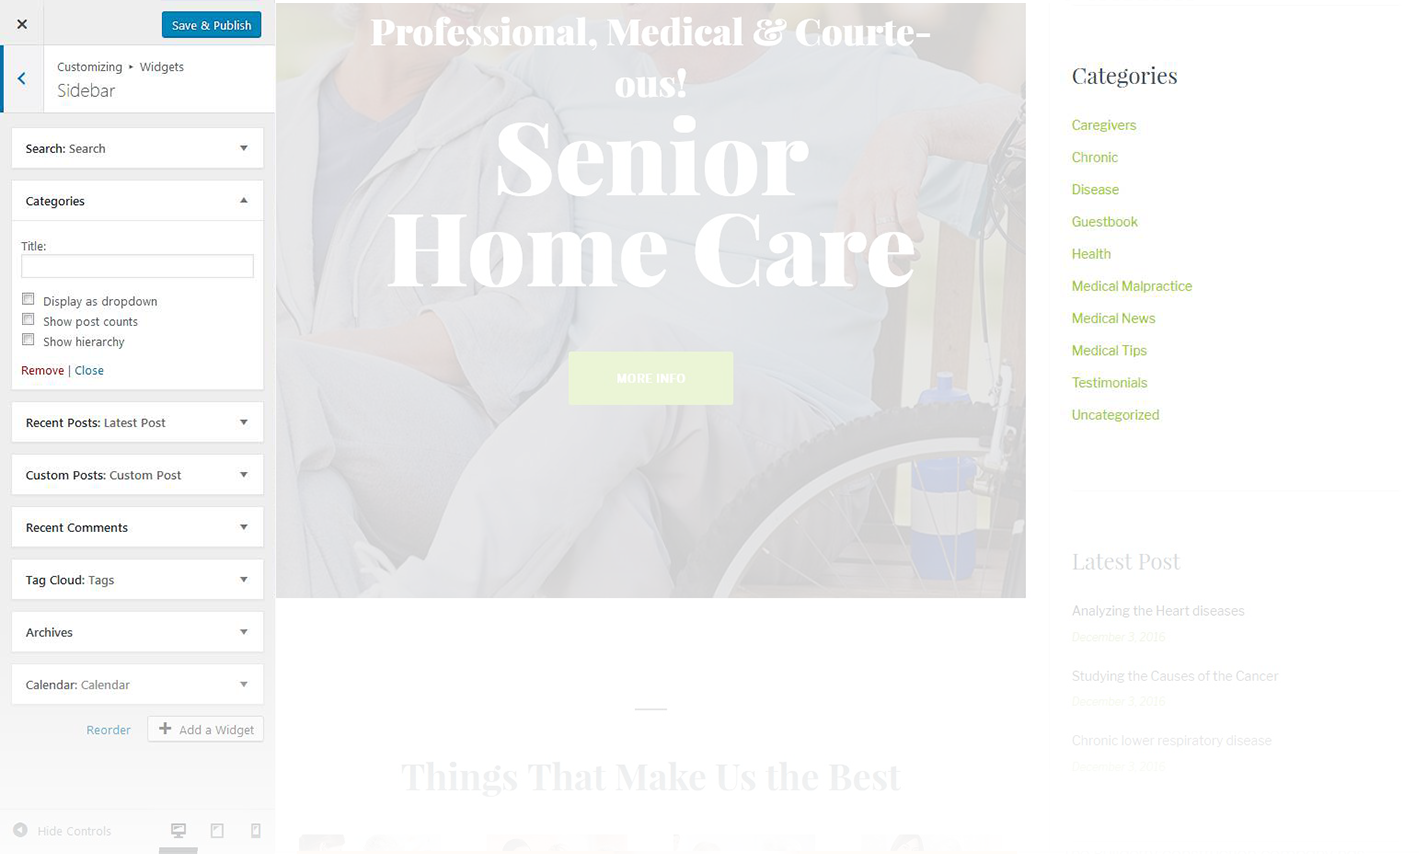 Save & Publish
Customizing ▸ Widgets
Sidebar
Search: Search
Categories
Title:
Display as dropdown
Show post counts
Show hierarchy
Remove | Close
Recent Posts: Latest Post
Custom Posts: Custom Post
Recent Comments
Tag Cloud: Tags
Archives
Calendar: Calendar
Reorder
Add a Widget
Hide Controls
Professional, Medical & Courte-
ous!
Senior
Home Care
MORE INFO
Things That Make Us the Best
Categories
Caregivers
Chronic
Disease
Guestbook
Health
Medical Malpractice
Medical News
Medical Tips
Testimonials
Uncategorized
Latest Post
Analyzing the Heart diseases
December 3, 2016
Studying the Causes of the Cancer
December 3, 2016
Chronic lower respiratory disease
December 3, 2016